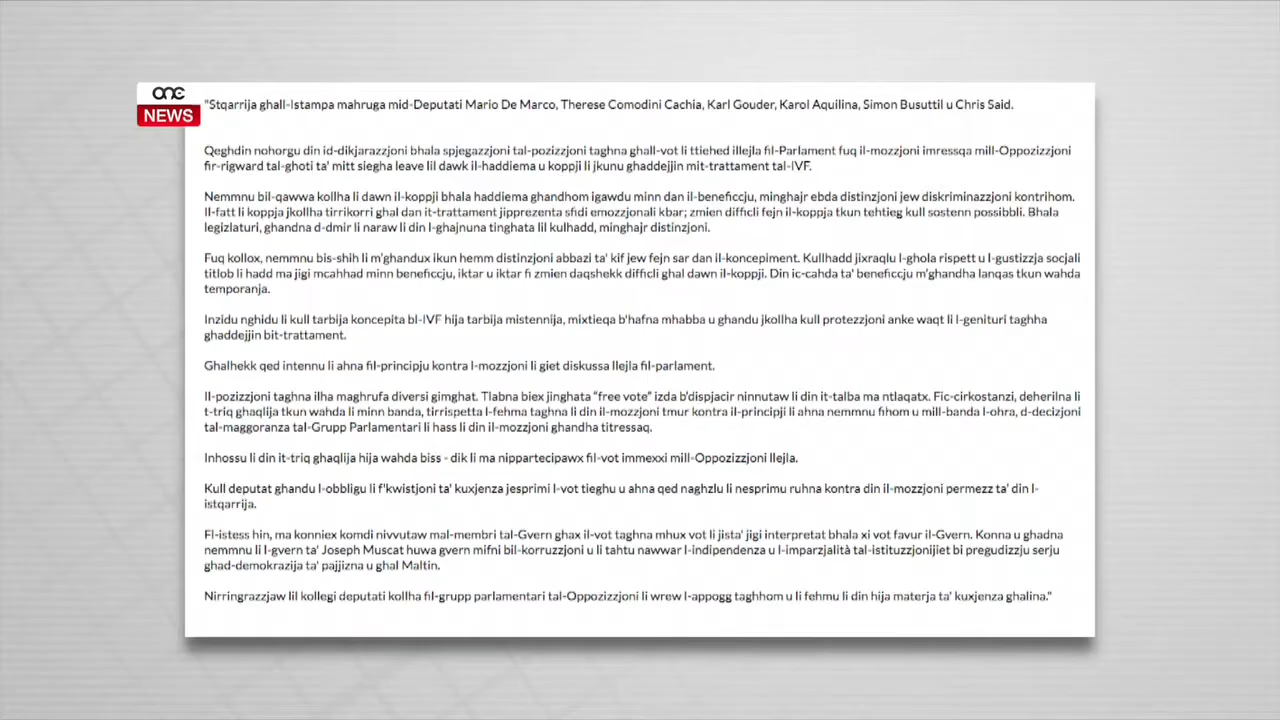 one
NEWS
"Stqarrija ghall-Istampa mahruga mid-Deputati Mario De Marco, Therese Comodini Cachia, Karl Gouder, Karol Aquilina, Simon Busuttil u Chris Said.
Qeghdin nohorgu din id-dikjarazzjoni bhala spjegazzjoni tal-pozizzjoni taghna ghall-vot li ttiehed illejla fil-Parlament fuq il-mozzjoni imressqa mill-Oppozizzjoni
fir-rigward tal-ghoti ta' mitt siegha leave lil dawk il-haddiema u koppji li jkunu ghaddejjin mit-trattament tal-IVF.
Nemmnu bil-qawwa kollha li dawn il-koppji bhala haddiema ghandhom igawdu minn dan il-beneficcju, minghajr ebda distinzjoni jew diskriminazzjoni kontrihom.
Il-fatt li koppja jkollha tirrikorri ghal dan it-trattament jipprezenta sfidi emozzjonali kbar; zmien difficli fejn il-koppja tkun tehtieg kull sostenn possibbli. Bhala
legizlaturi, ghandna d-dmir li naraw li din l-ghajnuna tinghata lil kulhadd, minghajr distinzjoni.
Fuq kollox, nemmnu bis-shih li m'ghandux ikun hemm distinzjoni abbazi ta' kif jew fejn sar dan il-koncepiment. Kullhadd jixraqlu l-ghola rispett u l-gustizzja socjali
titlob li hadd ma jigi mcahhad minn beneficcju, iktar u iktar fi zmien daqshekk difficli ghal dawn il-koppji. Din ic-cahda ta' beneficcju m'ghandha lanqas tkun wahda
temporanja.
Inzidu nghidu li kull tarbija koncepita bl-IVF hija tarbija mistennija, mixtieqa b'hafna mhabba u ghandu jkollha kull protezzjoni anke waqt li l-genituri taghha
ghaddejjin bit-trattament.
Ghalhekk qed intennu li ahna fil-principju kontra l-mozzjoni li giet diskussa llejla fil-parlament.
Il-pozizzjoni taghna ilha maghrufa diversi gimghat. Tlabna biex jinghata "free vote" izda b'dispjacir ninnutaw li din it-talba ma ntlaqatx. Fic-cirkostanzi, deherilna li
t-triq ghaqlija tkun wahda li minn banda, tirrispetta l-fehma taghna li din il-mozzjoni tmur kontra il-principji li ahna nemmnu fihom u mill-banda l-ohra, d-decizjoni
tal-maggoranza tal-Grupp Parlamentari li hass li din il-mozzjoni ghandha titressaq.
Inhossu li din it-triq ghaqlija hija wahda biss - dik li ma nippartecipawx fil-vot immexxi mill-Oppozizzjoni llejla.
Kull deputat ghandu l-obbligu li f'kwistjoni ta' kuxjenza jesprimi l-vot tieghu u ahna qed naghzlu li nesprimu ruhna kontra din il-mozzjoni permezz ta' din l-
istqarrija.
Fl-istess hin, ma konniex komdi nivvutaw mal-membri tal-Gvern ghax il-vot taghna mhux vot li jista' jigi interpretat bhala xi vot favur il-Gvern. Konna u ghadna
nemmnu li l-gvern ta' Joseph Muscat huwa gvern mifni bil-korruzzjoni u li tahtu nawwar l-indipendenza u l-imparzjalità tal-istituzzjonijiet bi pregudizzju serju
ghad-demokrazija ta' pajjizna u ghal Maltin.
Nirringrazzjaw lil kollegi deputati kollha fil-grupp parlamentari tal-Oppozizzjoni li wrew l-appogg taghhom u li fehmu li din hija materja ta' kuxjenza ghalina."